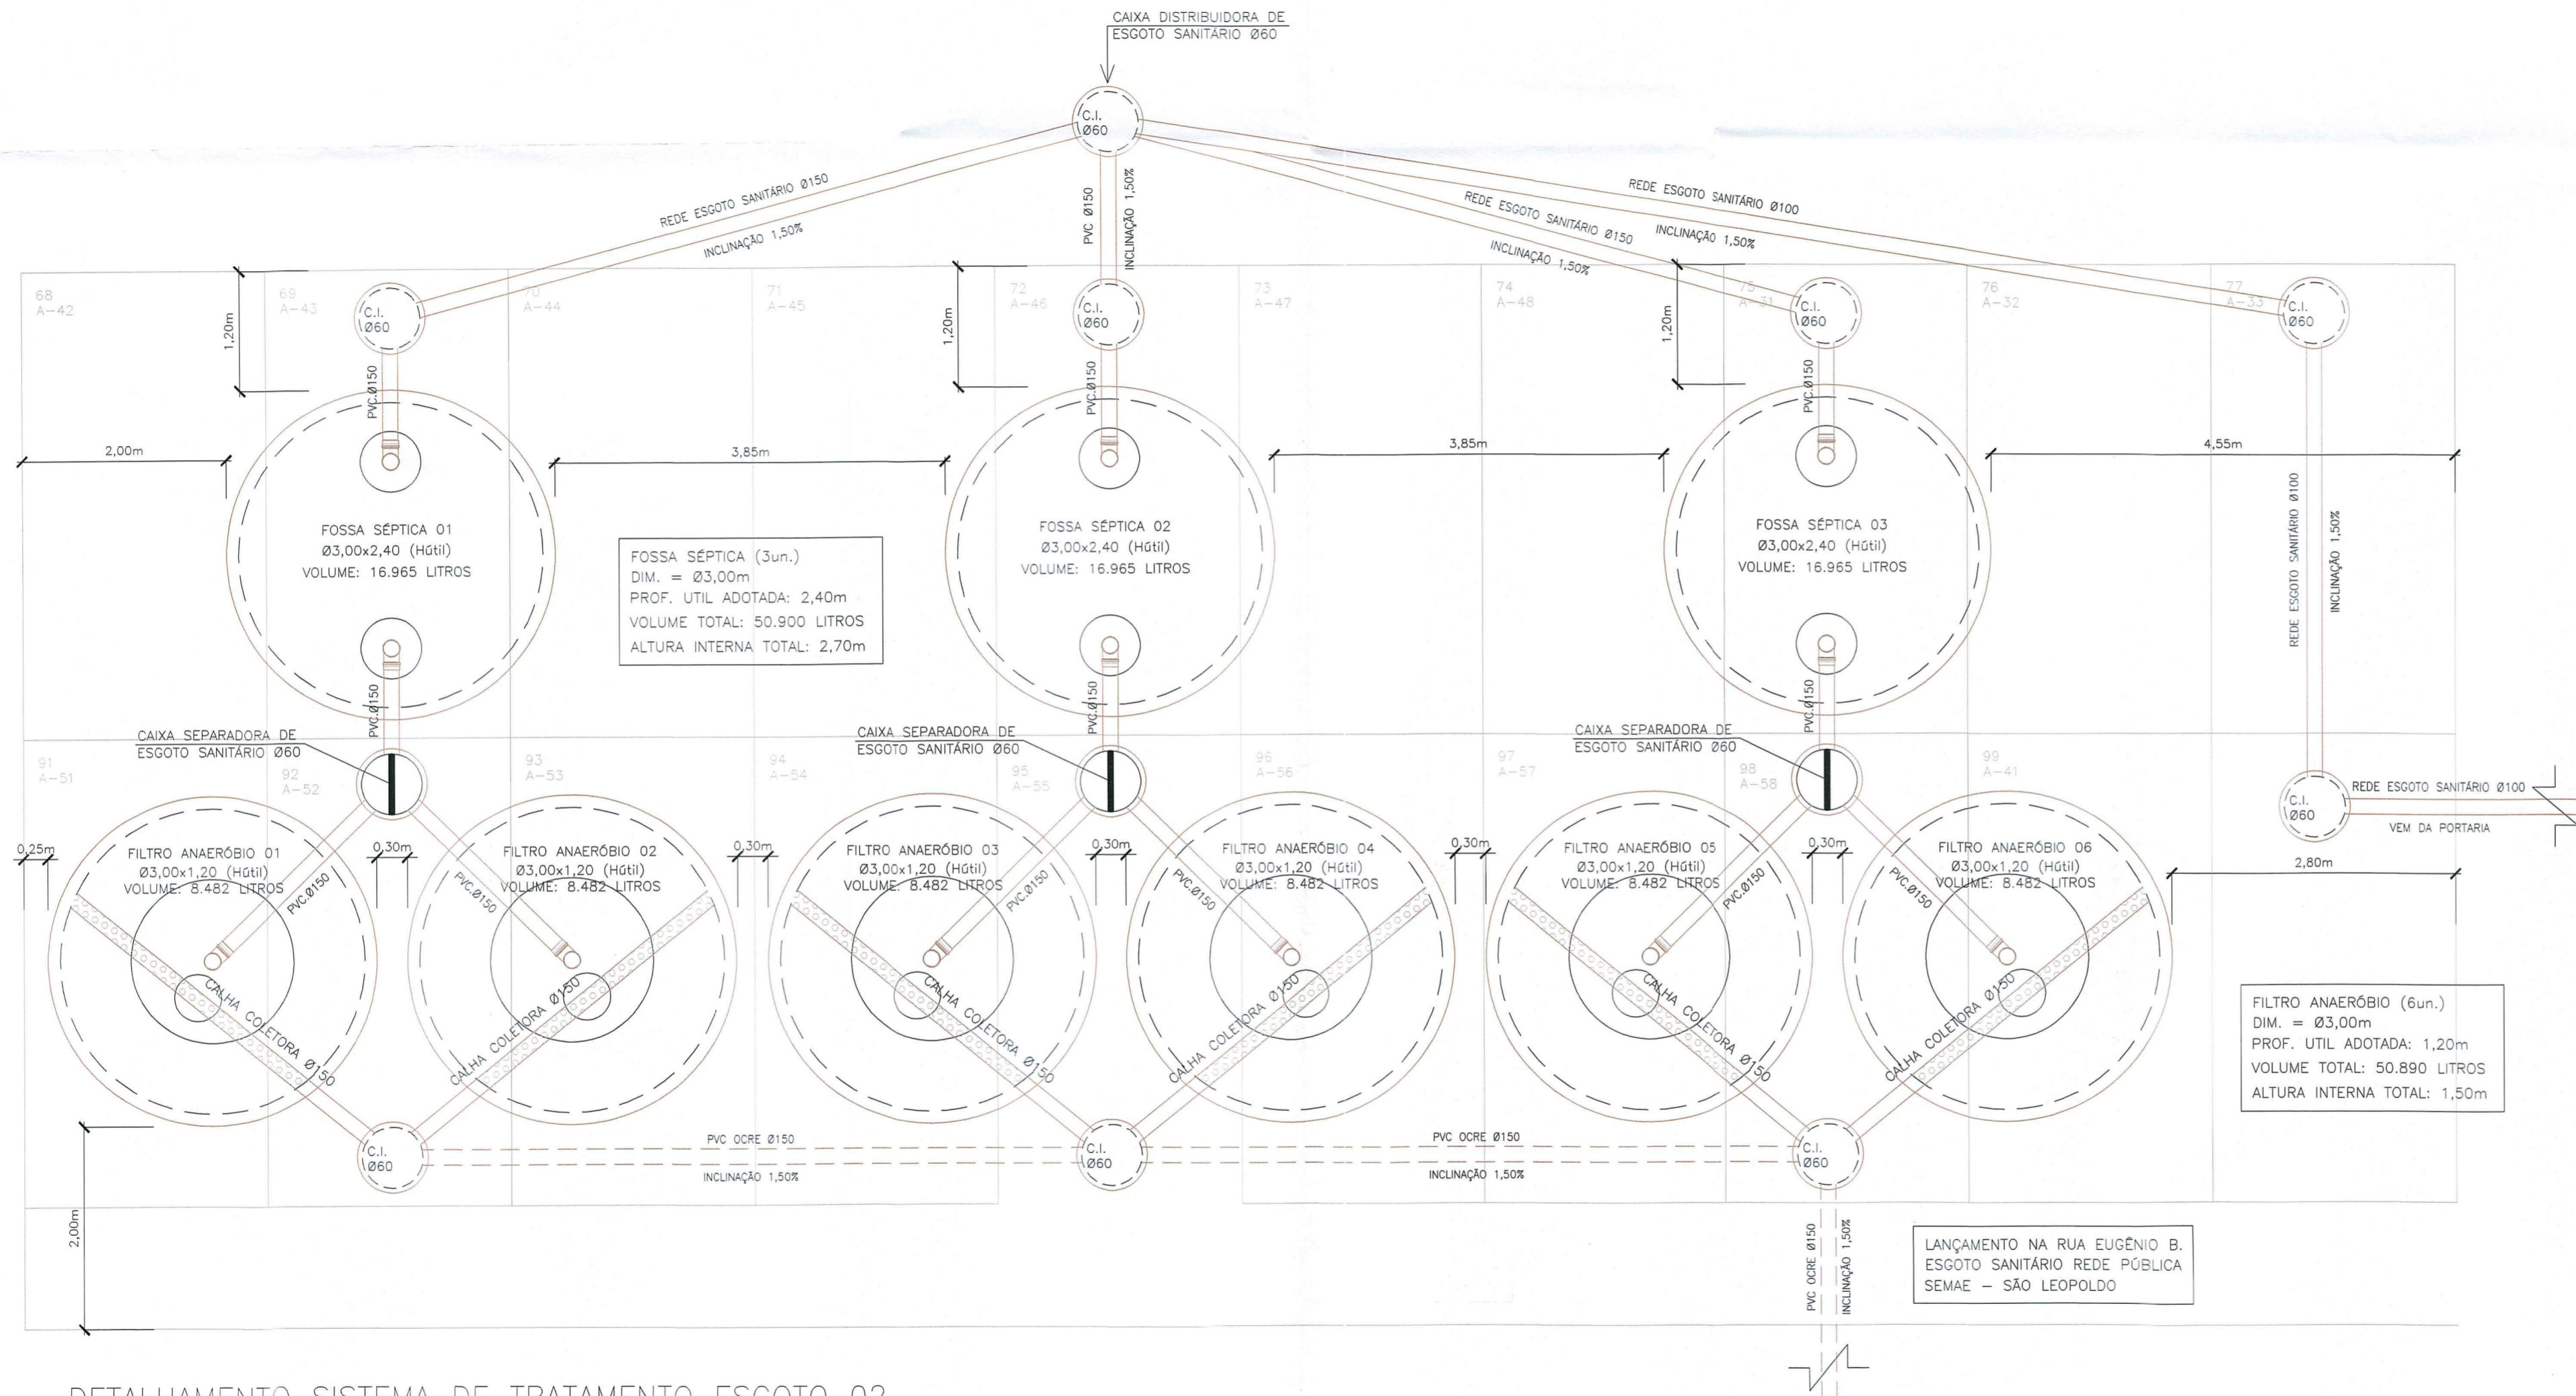 CAIXA DISTRIBUIDORA DE
ESGOTO SANITÁRIO Ø60
C.I.
Ø60
REDE ESGOTO SANITÁRIO Ø150
INCLINAÇÃO 1,50%
PVC Ø150
INCLINAÇÃO 1,50%
REDE ESGOTO SANITÁRIO Ø150
INCLINAÇÃO 1,50%
REDE ESGOTO SANITÁRIO Ø100
INCLINAÇÃO 1,50%
68
A-42
69
A-43
70
A-44
71
A-45
72
A-46
73
A-47
74
A-48
75
A-31
76
A-32
77
A-33
1,20m
C.I.
Ø60
1,20m
C.I.
Ø60
1,20m
C.I.
Ø60
C.I.
Ø60
PVC.Ø150
PVC.Ø150
PVC.Ø150
2,00m
3,85m
3,85m
4,55m
FOSSA SÉPTICA 01
Ø3,00x2,40 (Hútil)
VOLUME: 16.965 LITROS
FOSSA SÉPTICA (3un.)
DIM. = Ø3,00m
PROF. UTIL ADOTADA: 2,40m
VOLUME TOTAL: 50.900 LITROS
ALTURA INTERNA TOTAL: 2,70m
FOSSA SÉPTICA 02
Ø3,00x2,40 (Hútil)
VOLUME: 16.965 LITROS
FOSSA SÉPTICA 03
Ø3,00x2,40 (Hútil)
VOLUME: 16.965 LITROS
REDE ESGOTO SANITÁRIO Ø100
INCLINAÇÃO 1,50%
PVC.Ø150
PVC.Ø150
PVC.Ø150
CAIXA SEPARADORA DE
ESGOTO SANITÁRIO Ø60
CAIXA SEPARADORA DE
ESGOTO SANITÁRIO Ø60
CAIXA SEPARADORA DE
ESGOTO SANITÁRIO Ø60
91
A-51
92
A-52
93
A-53
94
A-54
95
A-55
96
A-56
97
A-57
98
A-58
99
A-41
C.I.
Ø60
REDE ESGOTO SANITÁRIO Ø100
VEM DA PORTARIA
0,25m
0,30m
0,30m
0,30m
0,30m
0,30m
2,80m
FILTRO ANAERÓBIO 01
Ø3,00x1,20 (Hútil)
VOLUME: 8.482 LITROS
FILTRO ANAERÓBIO 02
Ø3,00x1,20 (Hútil)
VOLUME: 8.482 LITROS
FILTRO ANAERÓBIO 03
Ø3,00x1,20 (Hútil)
VOLUME: 8.482 LITROS
FILTRO ANAERÓBIO 04
Ø3,00x1,20 (Hútil)
VOLUME: 8.482 LITROS
FILTRO ANAERÓBIO 05
Ø3,00x1,20 (Hútil)
VOLUME: 8.482 LITROS
FILTRO ANAERÓBIO 06
Ø3,00x1,20 (Hútil)
VOLUME: 8.482 LITROS
PVC.Ø150
PVC.Ø150
PVC.Ø150
PVC.Ø150
PVC.Ø150
PVC.Ø150
CALHA COLETORA Ø150
CALHA COLETORA Ø150
CALHA COLETORA Ø150
CALHA COLETORA Ø150
CALHA COLETORA Ø150
CALHA COLETORA Ø150
FILTRO ANAERÓBIO (6un.)
DIM. = Ø3,00m
PROF. UTIL ADOTADA: 1,20m
VOLUME TOTAL: 50.890 LITROS
ALTURA INTERNA TOTAL: 1,50m
C.I.
Ø60
PVC OCRE Ø150
INCLINAÇÃO 1,50%
C.I.
Ø60
PVC OCRE Ø150
INCLINAÇÃO 1,50%
C.I.
Ø60
2,00m
PVC OCRE Ø150
INCLINAÇÃO 1,50%
LANÇAMENTO NA RUA EUGÊNIO B.
ESGOTO SANITÁRIO REDE PÚBLICA
SEMAE – SÃO LEOPOLDO
DETALHAMENTO SISTEMA DE TRATAMENTO ESGOTO 02